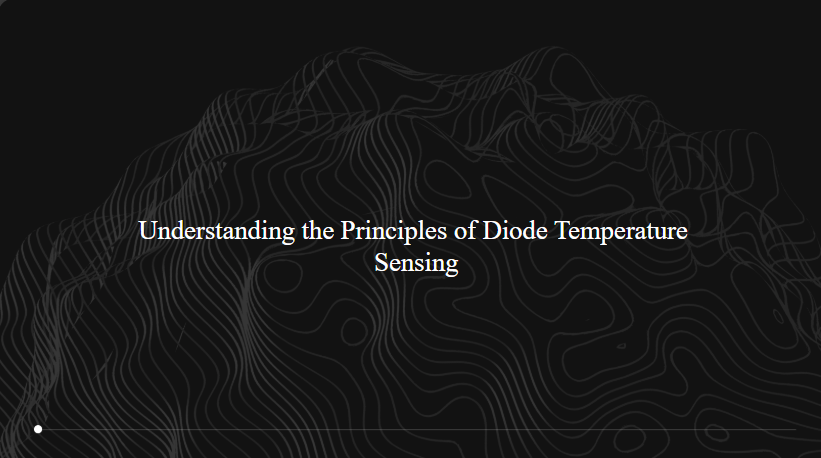 Understanding the Principles of Diode Temperature
Sensing